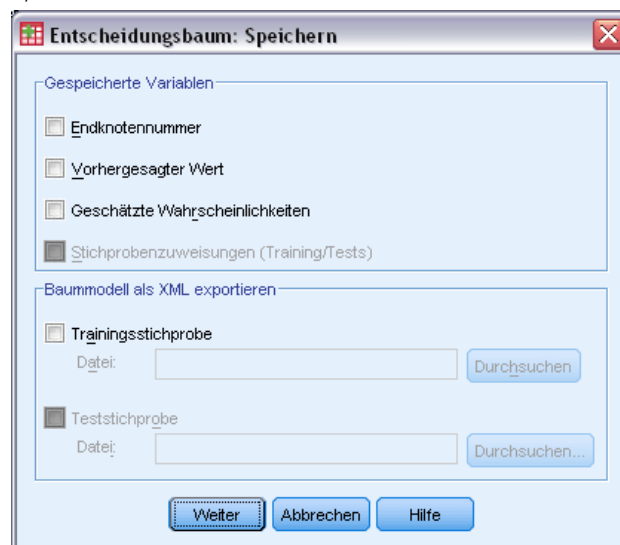 Entscheidungsbaum: Speichern
Gespeicherte Variablen
Endknotennummer
Vorhergesagter Wert
Geschätzte Wahrscheinlichkeiten
Stichprobenzuweisungen (Training/Tests)
Baummodell als XML exportieren
Trainingsstichprobe
Datei:
Durchsuchen
Teststichprobe
Datei:
Durchsuchen...
Weiter Abbrechen Hilfe